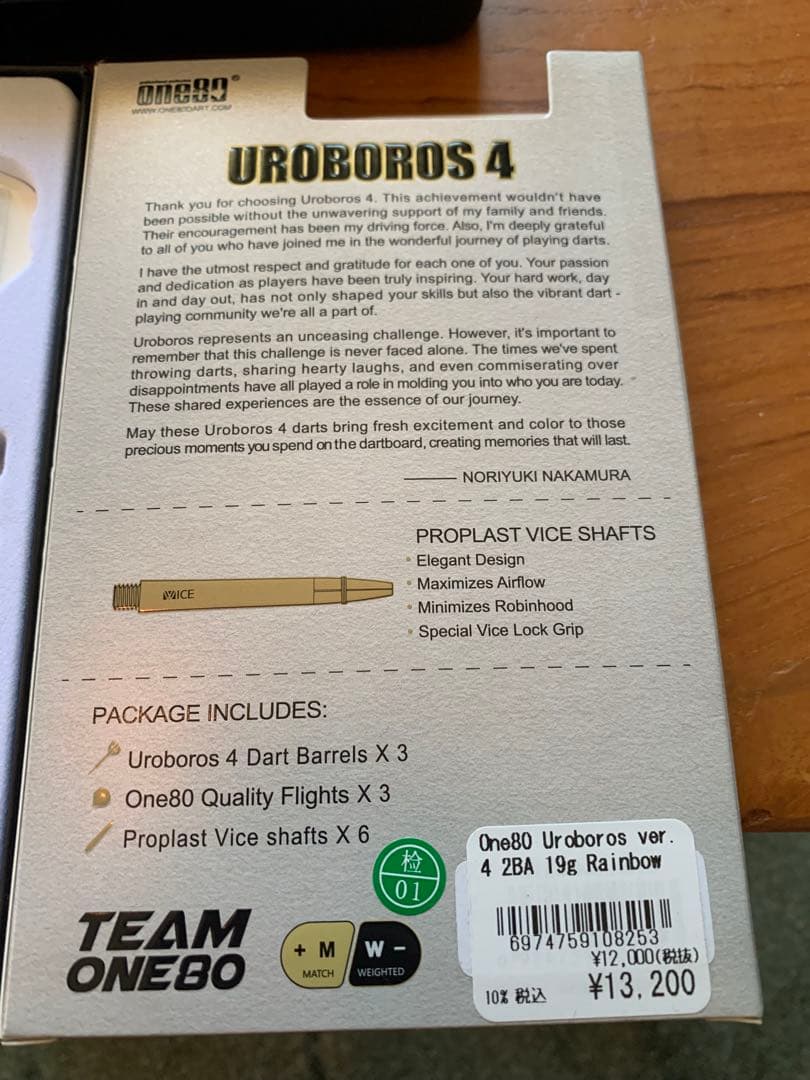 one80®
WWW.ONE80DART.COM
UROBOROS 4
Thank you for choosing Uroboros 4. This achievement wouldn't have
been possible without the unwavering support of my family and friends.
Their encouragement has been my driving force. Also, I'm deeply grateful
to all of you who have joined me in the wonderful journey of playing darts.
I have the utmost respect and gratitude for each one of you. Your passion
and dedication as players have been truly inspiring. Your hard work, day
in and day out, has not only shaped your skills but also the vibrant dart -
playing community we're all a part of.
Uroboros represents an unceasing challenge. However, it's important to
remember that this challenge is never faced alone. The times we've spent
throwing darts, sharing hearty laughs, and even commiserating over
disappointments have all played a role in molding you into who you are today.
These shared experiences are the essence of our journey.
May these Uroboros 4 darts bring fresh excitement and color to those
precious moments you spend on the dartboard, creating memories that will last.
NORIYUKI NAKAMURA
PROPLAST VICE SHAFTS
• Elegant Design
• Maximizes Airflow
• Minimizes Robinhood
• Special Vice Lock Grip
VICE
PACKAGE INCLUDES:
Uroboros 4 Dart Barrels X 3
One80 Quality Flights X 3
Proplast Vice shafts X 6
检
01
TEAM
ONE80
+ M
MATCH
W -
WEIGHTED
One80 Uroboros ver.
4 2BA 19g Rainbow
6974759108253
¥12,000(税抜)
10% 税込 ¥13,200